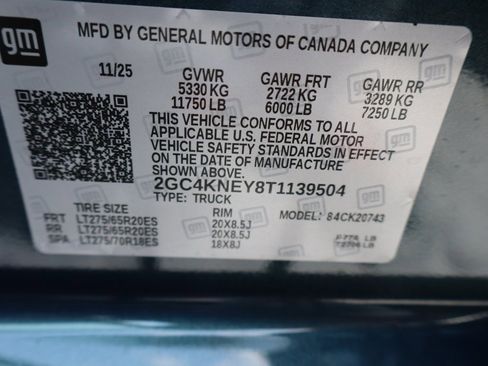 gm
MFD BY GENERAL MOTORS OF CANADA COMPANY
11/25 GVWR GAWR FRT GAWR RR
5330 KG 2722 KG 3289 KG
11750 LB 6000 LB 7250 LB
THIS VEHICLE CONFORMS TO ALL
APPLICABLE U.S. FEDERAL MOTOR
VEHICLE SAFETY STANDARDS IN EFFECT
ON THE DATE OF MANUFACTURE
SHOWN ABOVE.
2GC4KNEY8T1139504
TYPE: TRUCK MODEL: 84CK20743
TIRE SIZE RIM
FRT LT275/65R20ES 20X8.5J
RR LT275/65R20ES 20X8.5J
SPA LT275/70R18ES 18X8J